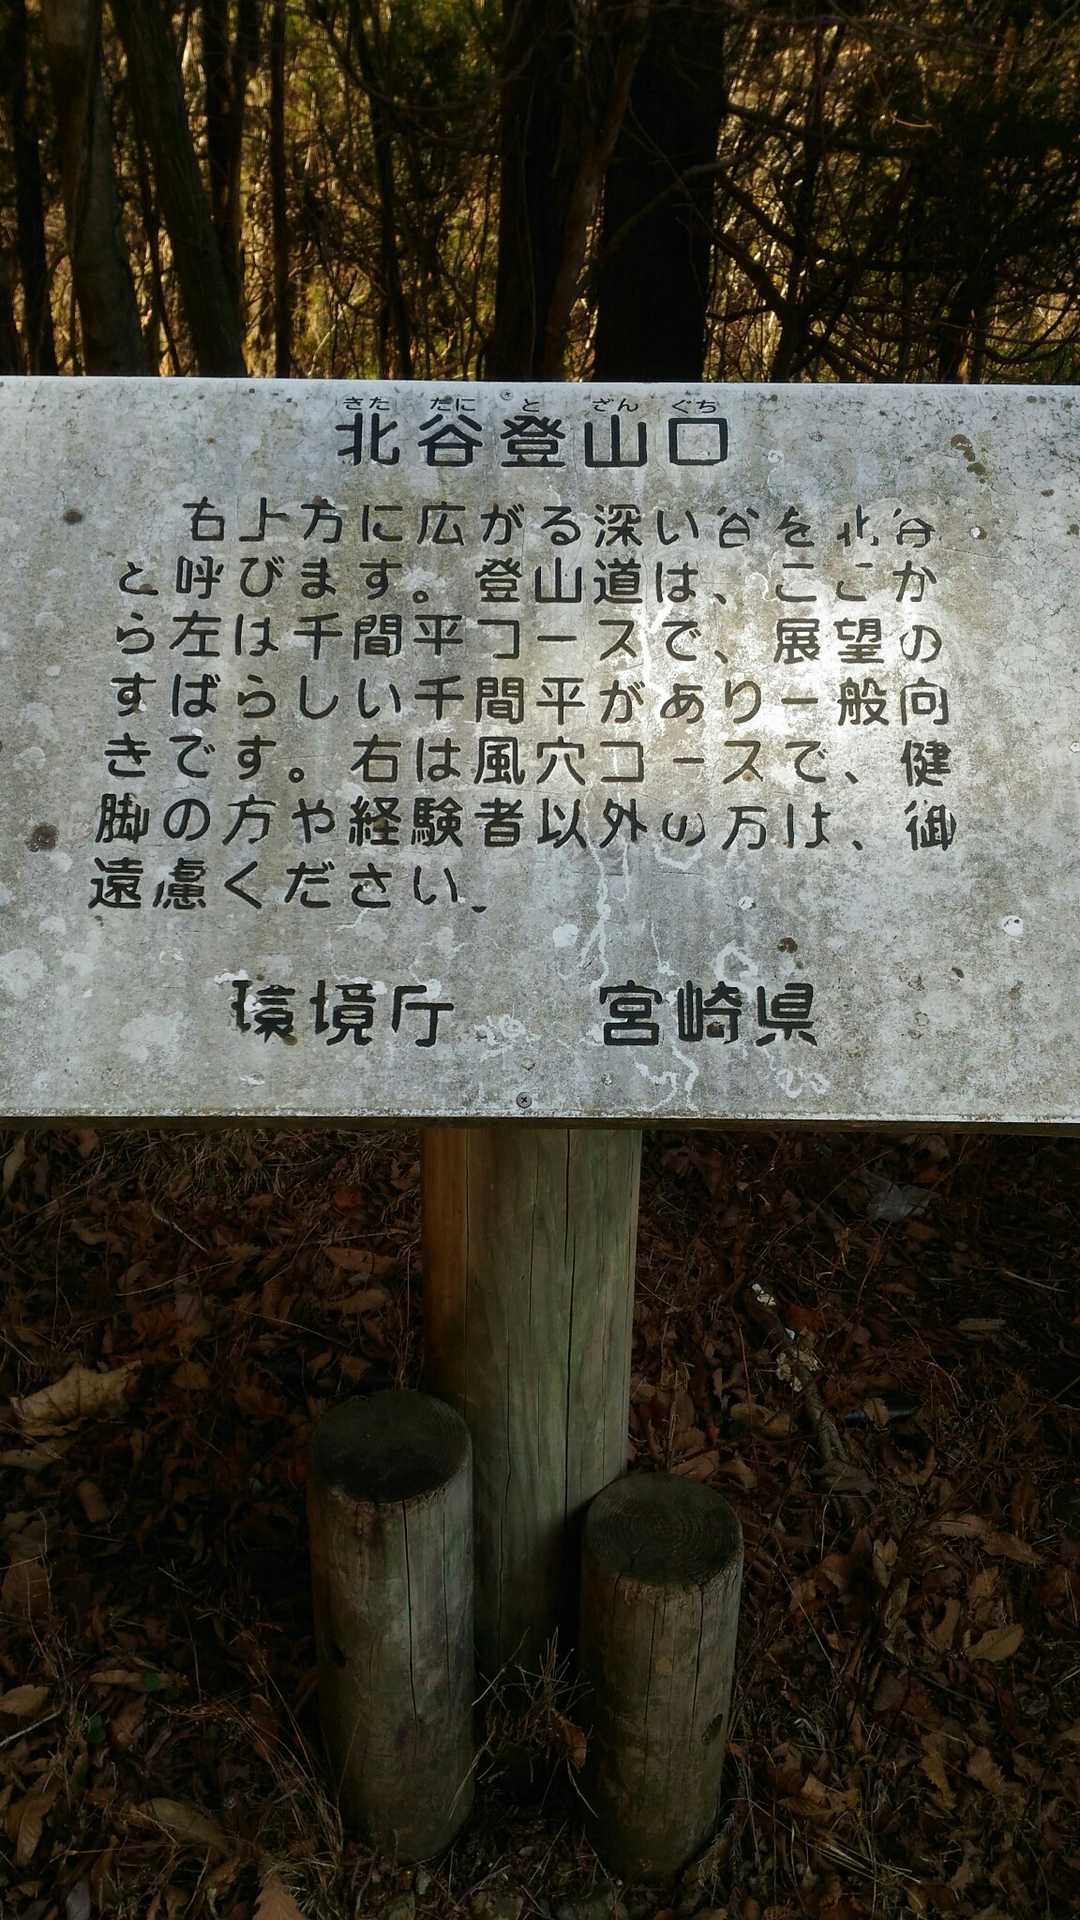 きた たに と ざん ぐち
北谷登山口
右上方に広がる深い谷を北谷
と呼びます。登山道は、ここか
ら左は千間平コースで、展望の
すばらしい千間平があり一般向
きです。右は風穴コースで、健
脚の方や経験者以外の方は、御
遠慮ください。
環境庁　宮崎県